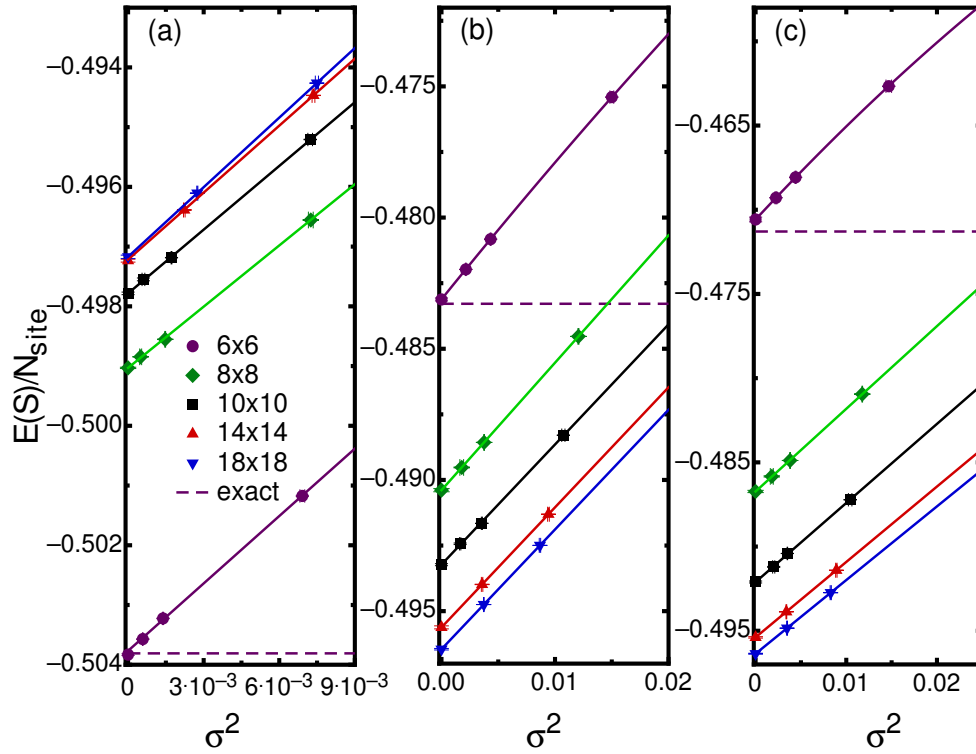 (a)
(b)
(c)
E(S)/N_site
−0.494
−0.496
−0.498
−0.500
−0.502
−0.504
6x6
8x8
10x10
14x14
18x18
exact
0
3·10⁻³
6·10⁻³
9·10⁻³
σ²
−0.475
−0.480
−0.485
−0.490
−0.495
0.00
0.01
0.02
σ²
−0.465
−0.475
−0.485
−0.495
0
0.01
0.02
σ²